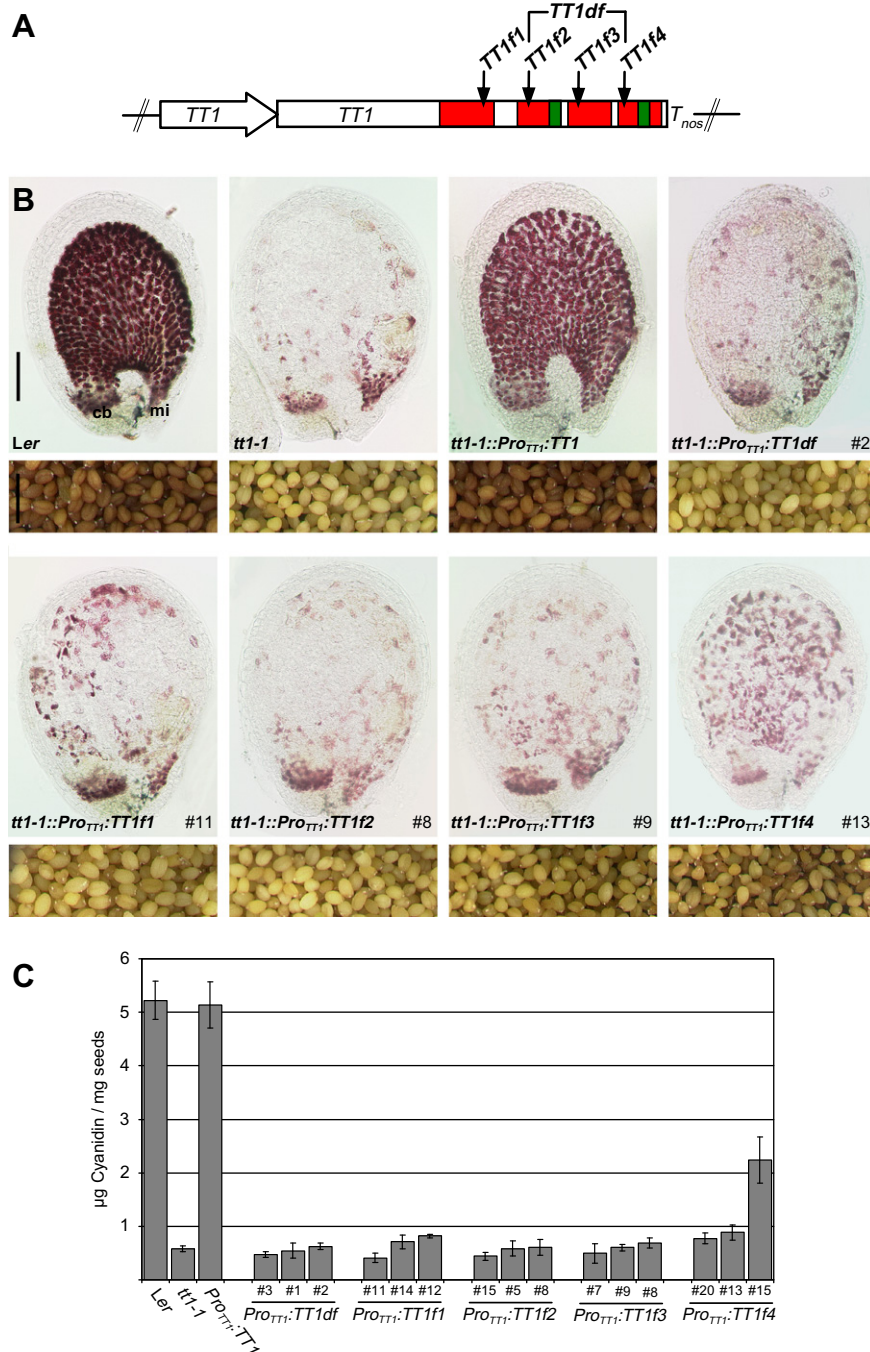 A
TT1df
TT1f1 TT1f2 TT1f3 TT1f4
TT1 TT1 Tnos
B
cb mi
Ler tt1-1 tt1-1::ProTT1:TT1 tt1-1::ProTT1:TT1df #2
tt1-1::ProTT1:TT1f1 #11 tt1-1::ProTT1:TT1f2 #8 tt1-1::ProTT1:TT1f3 #9 tt1-1::ProTT1:TT1f4 #13
C
µg Cyanidin / mg seeds
6
5
4
3
2
1
#3 #1 #2 #11 #14 #12 #15 #5 #8 #7 #9 #8 #20 #13 #15
Ler tt1-1 ProTT1:TT1 ProTT1:TT1df ProTT1:TT1f1 ProTT1:TT1f2 ProTT1:TT1f3 ProTT1:TT1f4